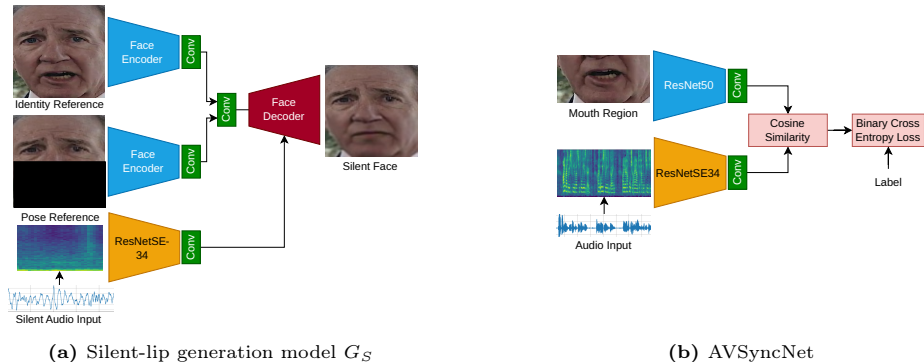 Face
Encoder
Conv
Identity Reference
Conv
Face
Decoder
Silent Face
Face
Encoder
Conv
Pose Reference
ResNetSE-
34
Conv
Silent Audio Input
(a) Silent-lip generation model G_S
ResNet50
Conv
Mouth Region
Cosine
Similarity
Binary Cross
Entropy Loss
Label
ResNetSE34
Conv
Audio Input
(b) AVSyncNet